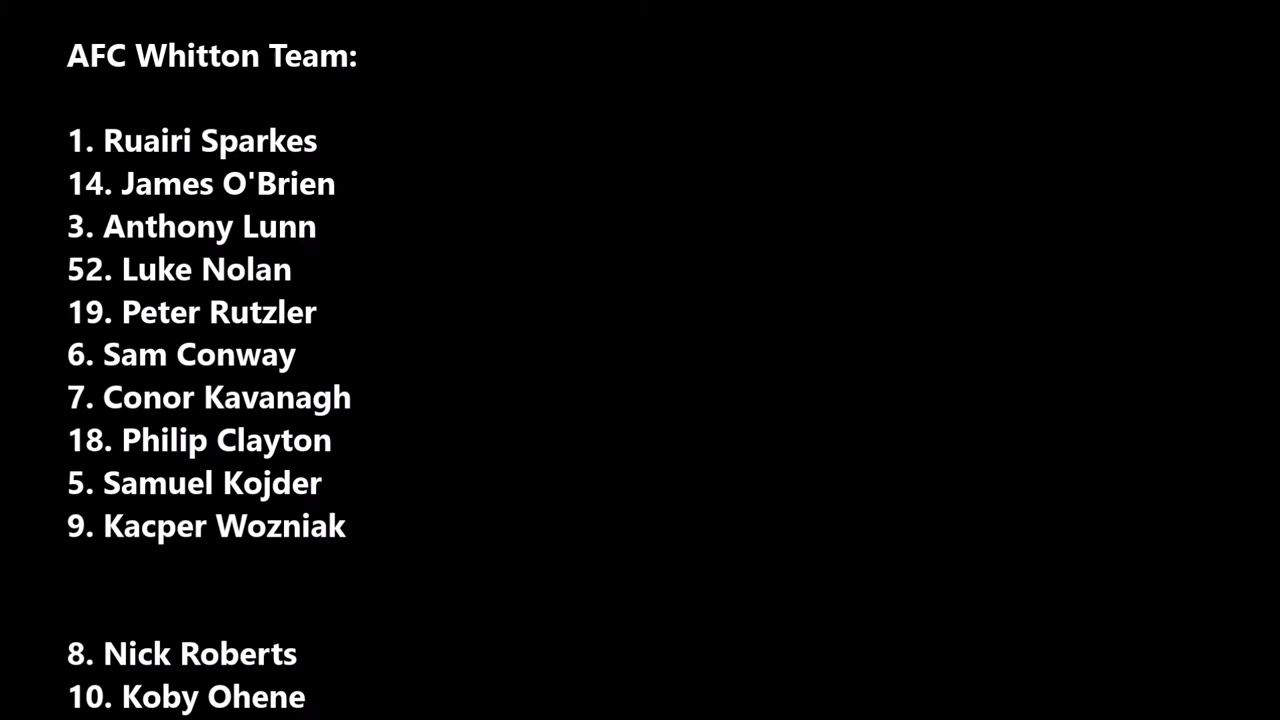 AFC Whitton Team:
1. Ruairi Sparkes
14. James O'Brien
3. Anthony Lunn
52. Luke Nolan
19. Peter Rutzler
6. Sam Conway
7. Conor Kavanagh
18. Philip Clayton
5. Samuel Kojder
9. Kacper Wozniak
8. Nick Roberts
10. Koby Ohene